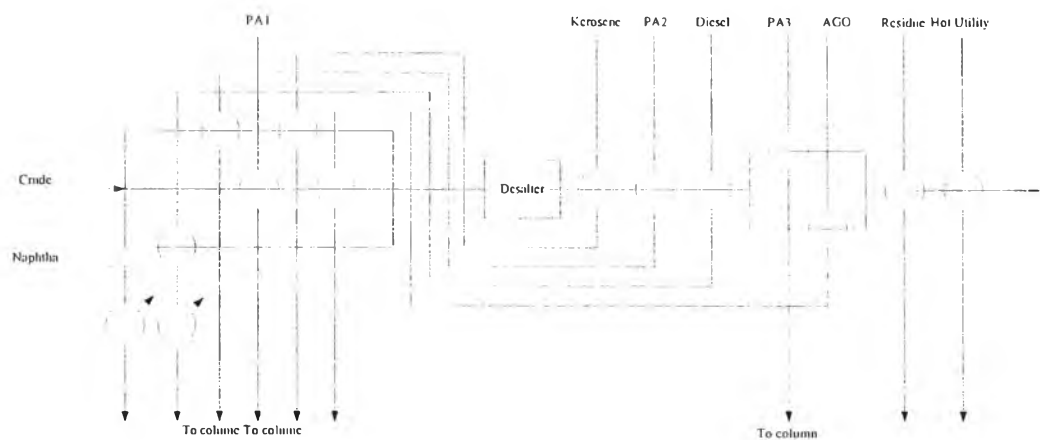 PA1
Kerosene PA2 Diesel PA3 AGO Residue Hot Utility
Crude
Desalter
Naphtha
To column To column
To column